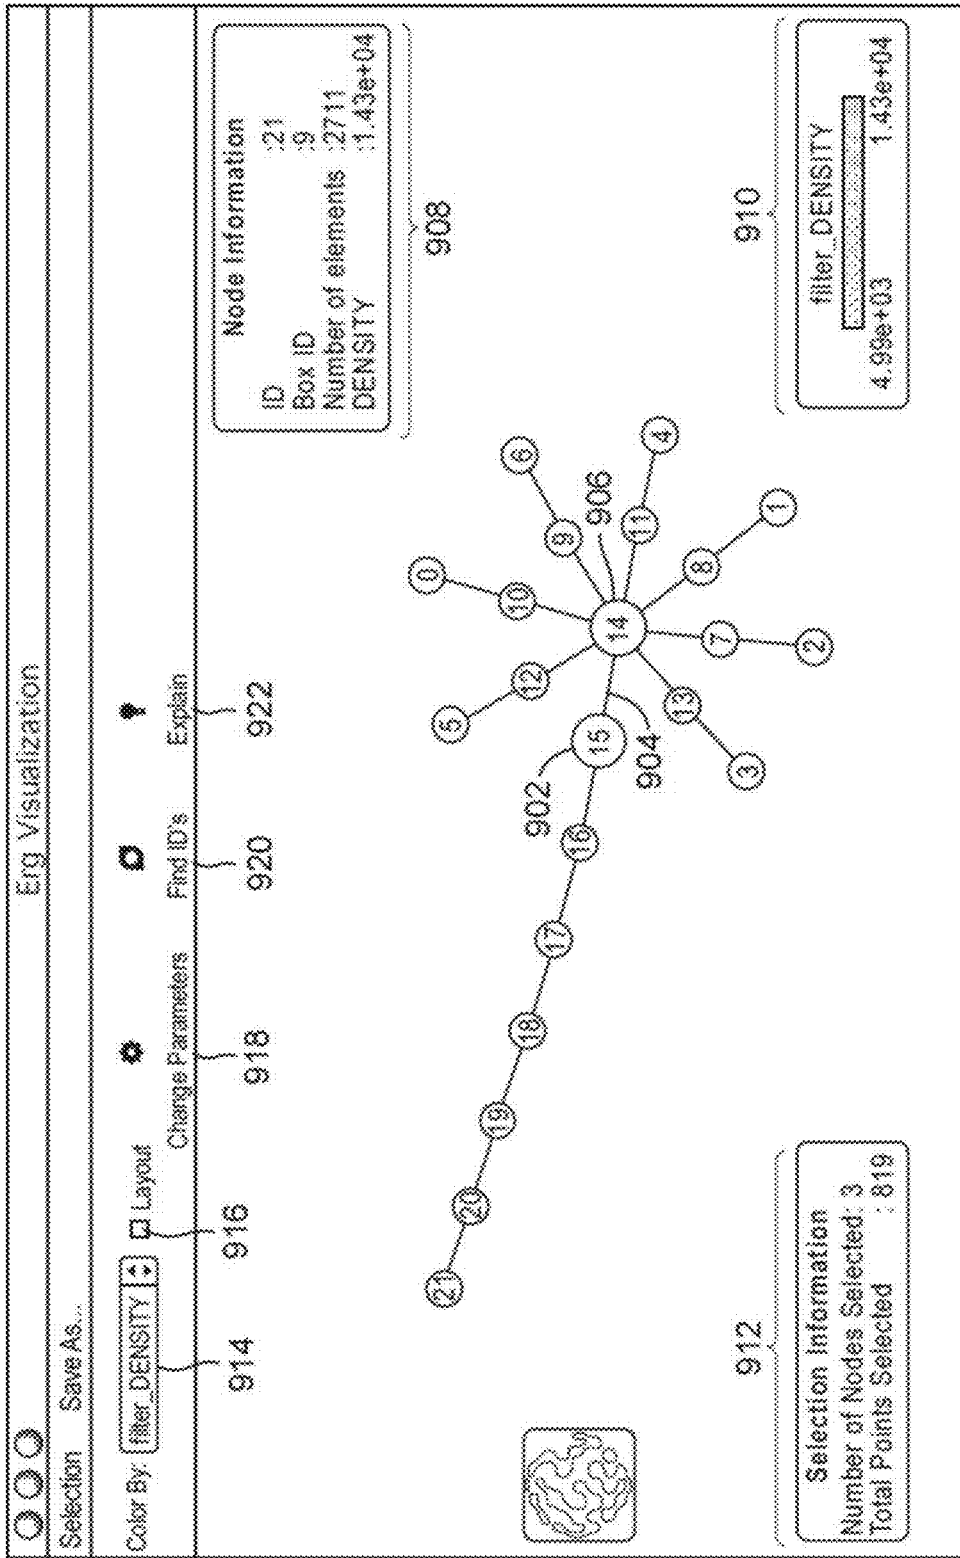 Erg Visualization
Selection Save As...
Color By: filter_DENSITY Layout
Change Parameters Find ID's Explain
914 916 918 920 922
Node Information
ID :21
Box ID :9
Number of elements :2711
DENSITY :1.43e+04
908
21
20
19
18
17
16
15
14
902
904
906
5
12
0
10
9
6
11
4
8
1
7
2
13
3
912
Selection Information
Number of Nodes Selected: 3
Total Points Selected : 819
910
filter_DENSITY
4.99e+03 1.43e+04